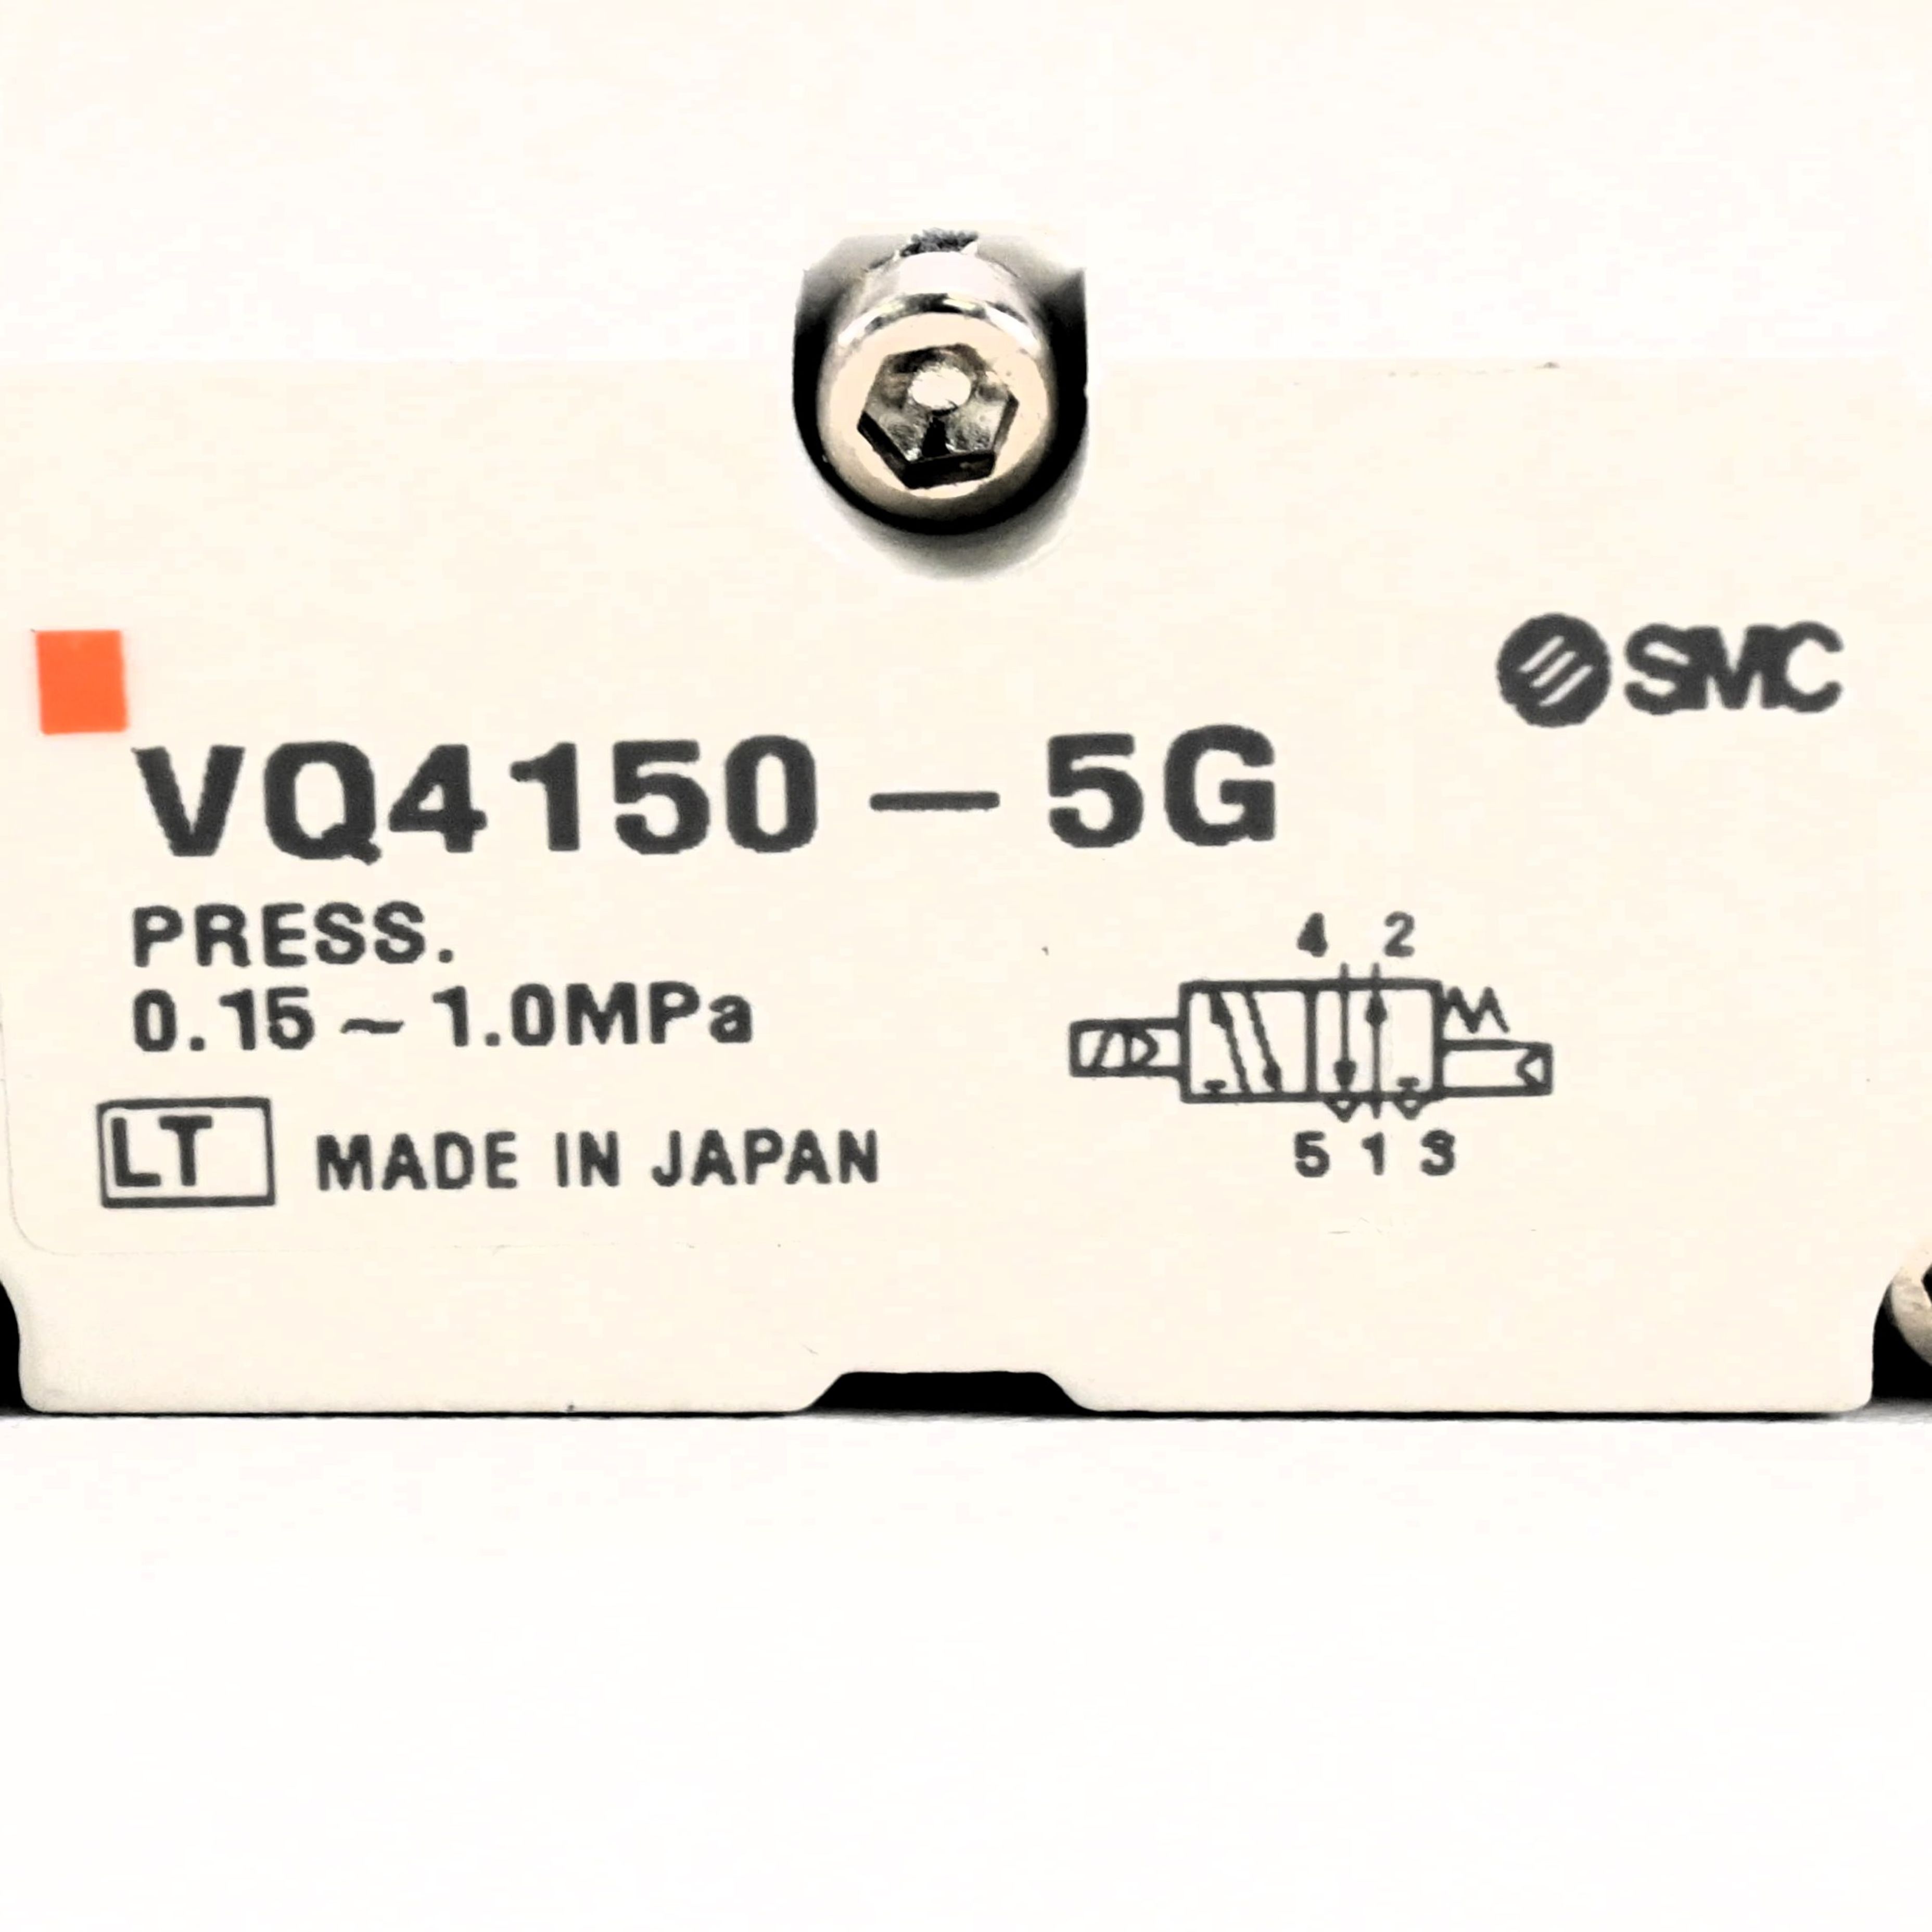 SMC
VQ4150-5G
PRESS.
0.15~1.0MPa
LT MADE IN JAPAN
4 2
5 1 3